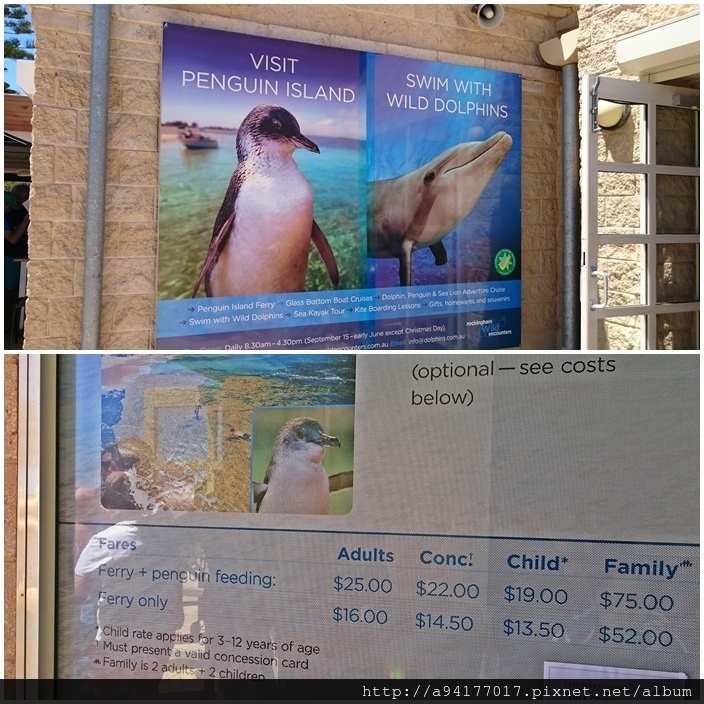 VISIT
PENGUIN ISLAND
SWIM WITH
WILD DOLPHINS
→ Penguin Island Ferry → Glass Bottom Boat Cruises → Dolphin, Penguin & Sea Lion Adventure Cruise
→ Swim with Wild Dolphins → Sea Kayak Tour → Kite Boarding Lessons → Gifts, homewares and souvenirs
Daily 8.30am - 4.30pm (September 15 - early June except Christmas Day)
Email info@dolphins.com.au
rockingham
wild
encounters
(optional — see costs
below)
Fares Adults Conc.† Child* Family
Ferry + penguin feeding: $25.00 $22.00 $19.00 $75.00
Ferry only $16.00 $14.50 $13.50 $52.00
Child rate applies for 3-12 years of age
† Must present a valid concession card
Family is 2 adults + 2 children
http://a94177017.pixnet.net/album